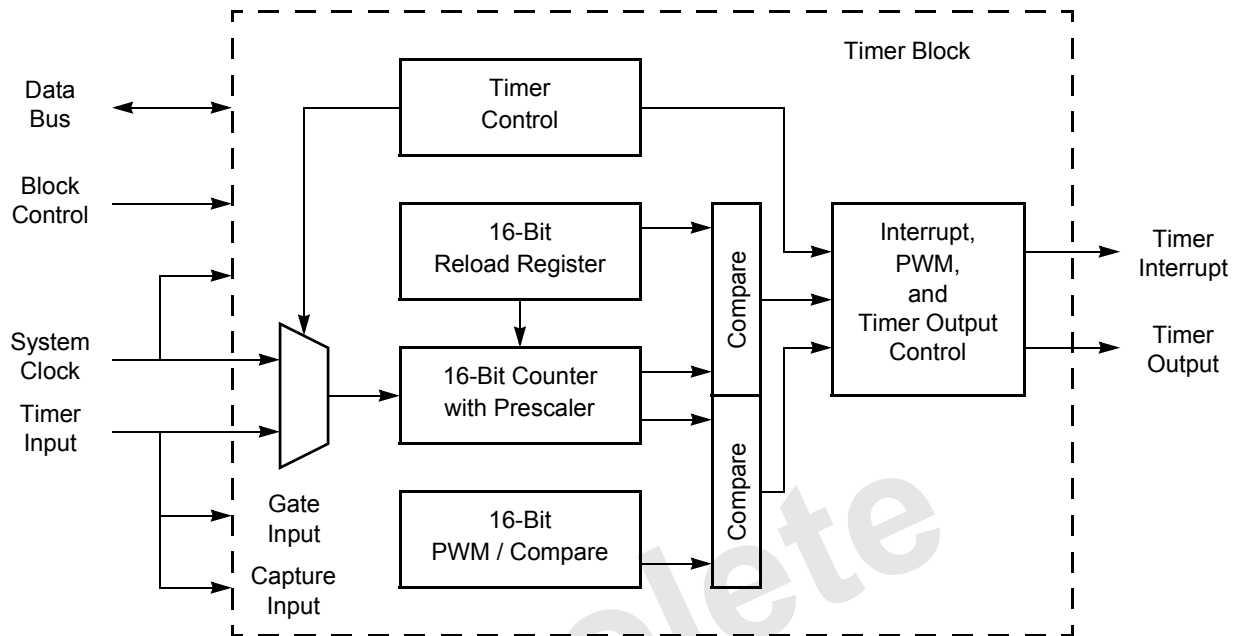 Timer Block
Data
Bus
Timer
Control
Block
Control
16-Bit
Reload Register
Compare
Interrupt,
PWM,
and
Timer Output
Control
Timer
Interrupt
System
Clock
16-Bit Counter
with Prescaler
Timer
Output
Timer
Input
Gate
Input
16-Bit
PWM / Compare
Compare
Capture
Input